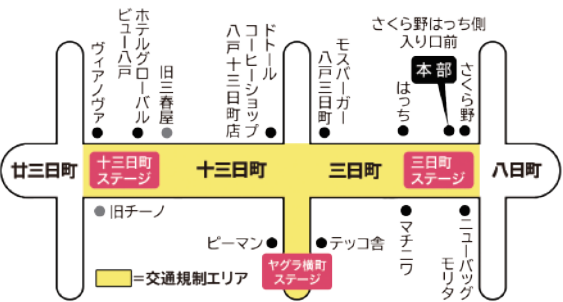 ヴィアノヴァ
ホテルグローバル
ビュー八戸
旧三春屋
ドトール
コーヒーショップ
八戸十三日町店
モスバーガー
八戸三日町
さくら野はっち側
入り口前
本部
はっち
さくら野
廿三日町
十三日町
ステージ
十三日町
三日町
三日町
ステージ
八日町
旧チーノ
ピーマン
テッコ舎
マチニワ
ニューバッグ
モリタ
ヤグラ横町
ステージ
=交通規制エリア